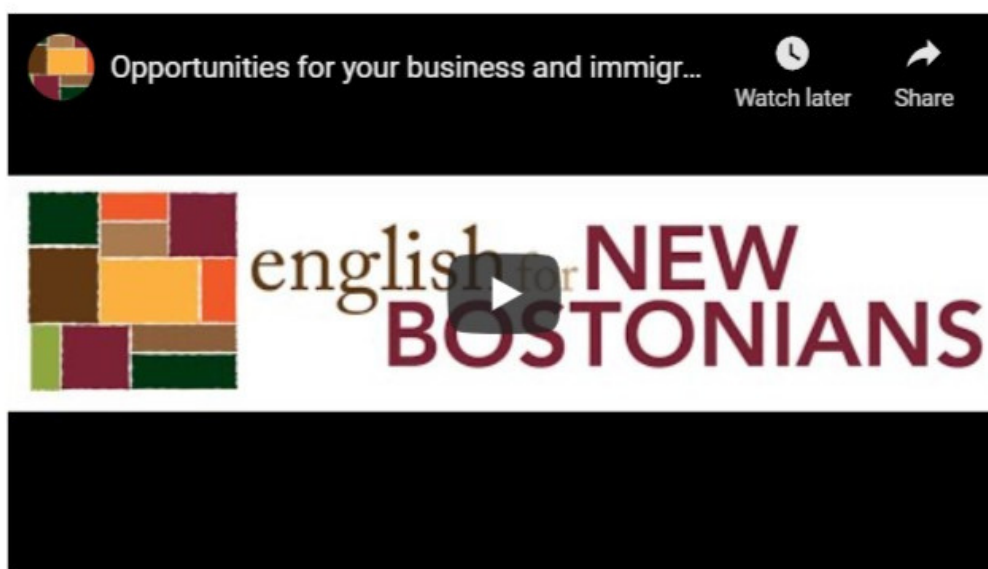 Opportunities for your business and immigr...
Watch later
Share
english for NEW
BOSTONIANS